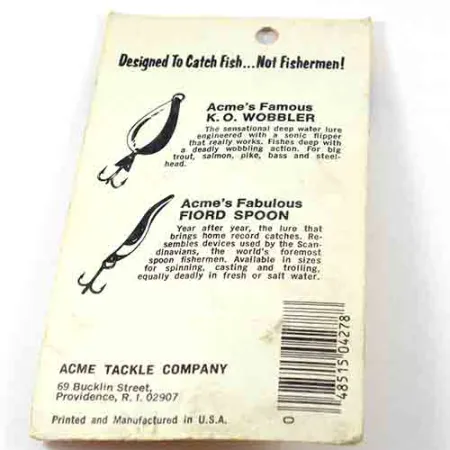 Designed To Catch Fish...Not Fishermen!
Acme's Famous
K. O. WOBBLER
The sensational deep water lure
engineered with a sonic flipper
that really works. Fishes deep with
a deadly wobbling action. For big
trout, salmon, pike, bass and steel-
head.
Acme's Fabulous
FIORD SPOON
Year after year, the lure that
brings home record catches. Re-
sembles devices used by the Scan-
dinavians, the world's foremost
spoon fishermen. Available in sizes
for spinning, casting and trolling,
equally deadly in fresh or salt water.
ACME TACKLE COMPANY
69 Bucklin Street,
Providence, R. I. 02907
Printed and Manufactured in U.S.A.
0 48515 04278